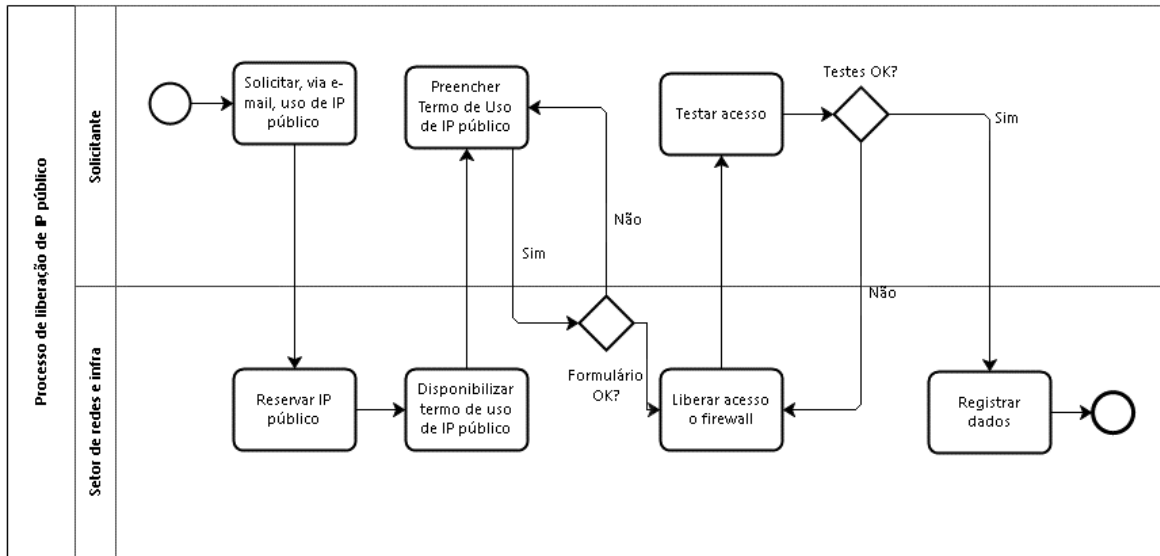 Processo de liberação de IP público
Solicitante
Setor de redes e infra
Solicitar, via e-
mail, uso de IP
público
Preencher
Termo de Uso
de IP público
Testar acesso
Testes OK?
Sim
Não
Sim
Não
Reservar IP
público
Disponibilizar
termo de uso
de IP público
Formulário
OK?
Liberar acesso
o firewall
Registrar
dados